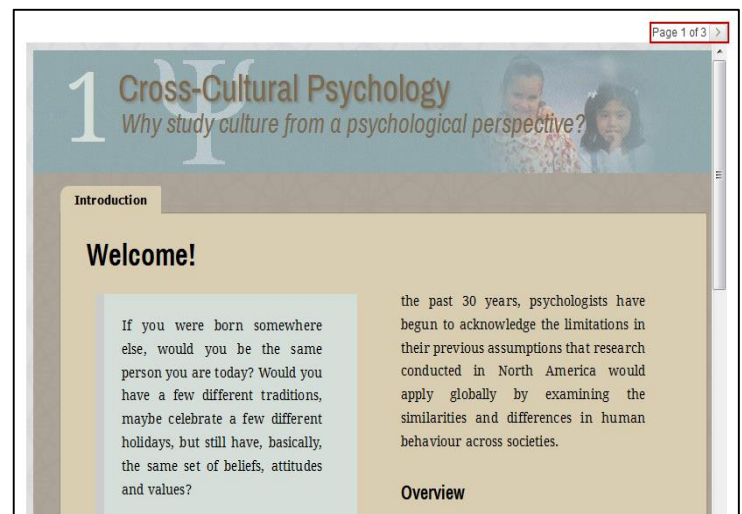 Page 1 of 3 >
1
Ψ
Cross-Cultural Psychology
Why study culture from a psychological perspective?
Introduction
Welcome!
If you were born somewhere
else, would you be the same
person you are today? Would you
have a few different traditions,
maybe celebrate a few different
holidays, but still have, basically,
the same set of beliefs, attitudes
and values?
the past 30 years, psychologists have
begun to acknowledge the limitations in
their previous assumptions that research
conducted in North America would
apply globally by examining the
similarities and differences in human
behaviour across societies.
Overview